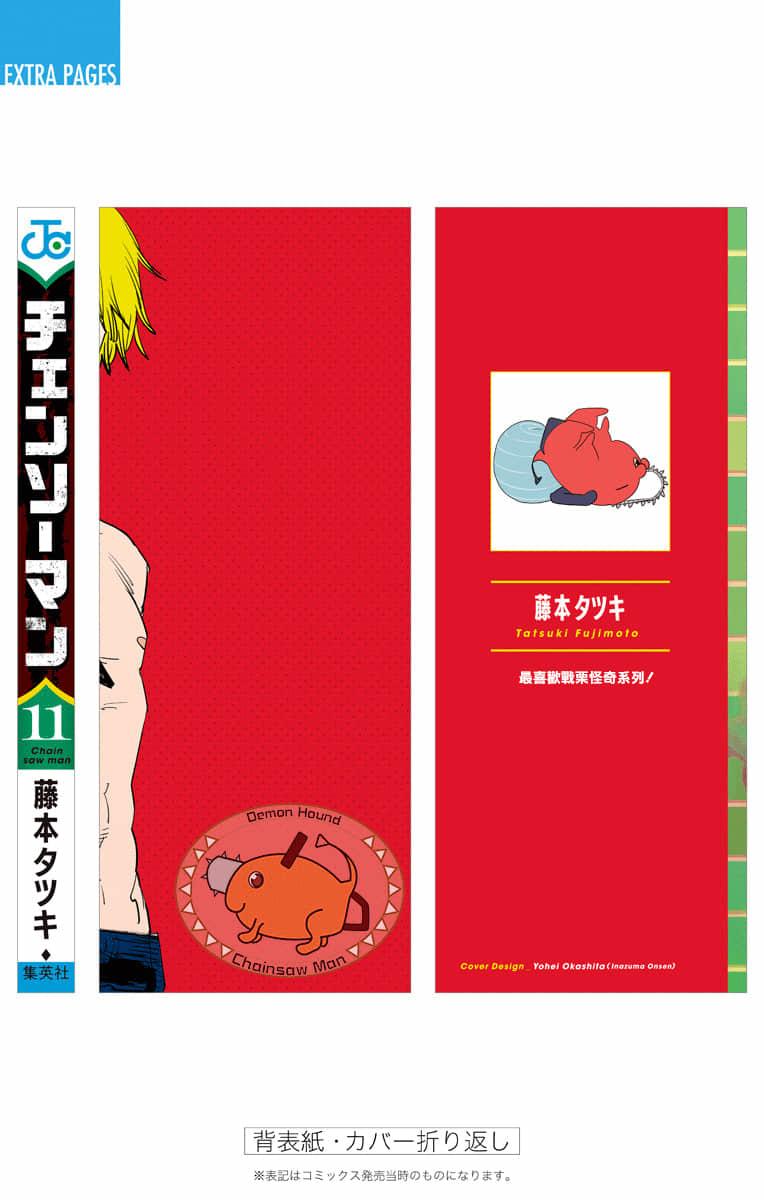 EXTRA PAGES
JC
チェンソーマン
11
Chain
saw man
藤本タツキ◆
集英社
Demon Hound
Chainsaw Man
藤本タツキ
Tatsuki Fujimoto
最喜歡戰栗怪奇系列!
Cover Design_Yohei Okashita(Inazuma Onsen)
背表紙・カバー折り返し
※表記はコミックス発売当時のものになります。